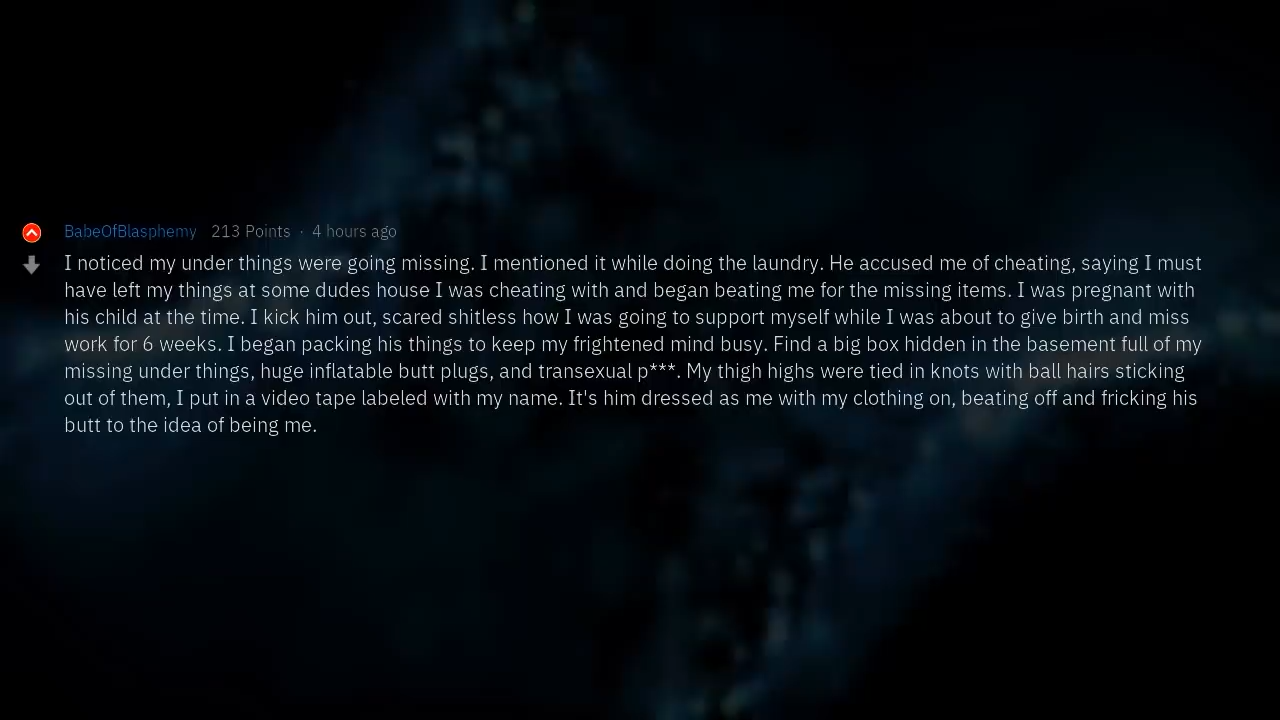 BabeOfBlasphemy 213 Points · 4 hours ago
I noticed my under things were going missing. I mentioned it while doing the laundry. He accused me of cheating, saying I must
have left my things at some dudes house I was cheating with and began beating me for the missing items. I was pregnant with
his child at the time. I kick him out, scared shitless how I was going to support myself while I was about to give birth and miss
work for 6 weeks. I began packing his things to keep my frightened mind busy. Find a big box hidden in the basement full of my
missing under things, huge inflatable butt plugs, and transexual p***. My thigh highs were tied in knots with ball hairs sticking
out of them, I put in a video tape labeled with my name. It's him dressed as me with my clothing on, beating off and fricking his
butt to the idea of being me.